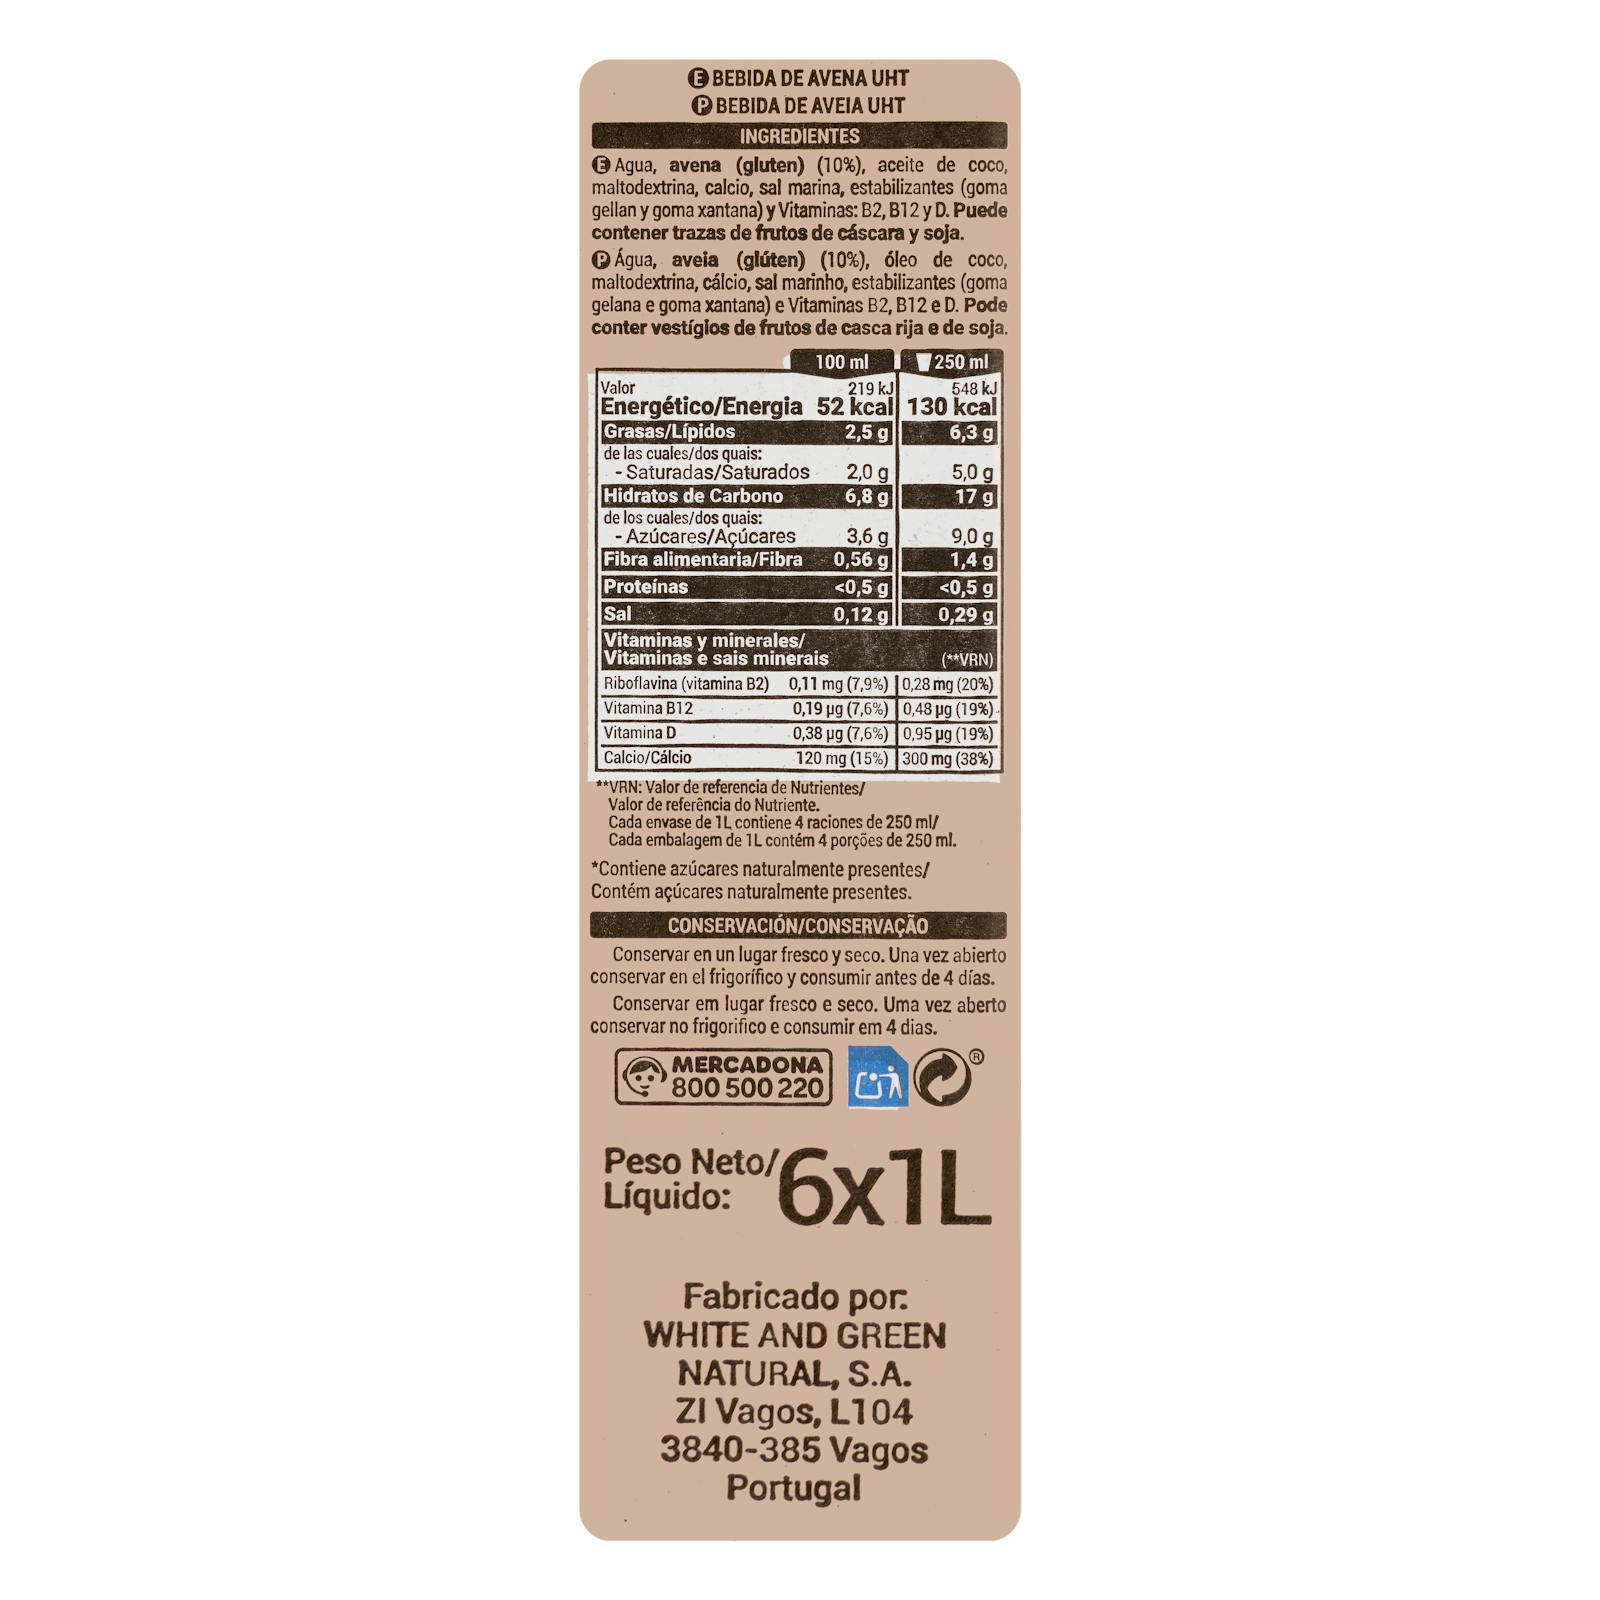 E BEBIDA DE AVENA UHT
P BEBIDA DE AVEIA UHT
INGREDIENTES
E Agua, avena (gluten) (10%), aceite de coco,
maltodextrina, calcio, sal marina, estabilizantes (goma
gellan y goma xantana) y Vitaminas: B2, B12 y D. Puede
contener trazas de frutos de cáscara y soja.
P Água, aveia (glúten) (10%), óleo de coco,
maltodextrina, cálcio, sal marinho, estabilizantes (goma
gelana e goma xantana) e Vitaminas B2, B12 e D. Pode
conter vestígios de frutos de casca rija e de soja.
100 ml 250 ml
Valor 219 kJ 548 kJ
Energético/Energia 52 kcal 130 kcal
Grasas/Lípidos 2,5 g 6,3 g
de las cuales/dos quais:
- Saturadas/Saturados 2,0 g 5,0 g
Hidratos de Carbono 6,8 g 17 g
de los cuales/dos quais:
- Azúcares/Açúcares 3,6 g 9,0 g
Fibra alimentaria/Fibra 0,56 g 1,4 g
Proteínas <0,5 g <0,5 g
Sal 0,12 g 0,29 g
Vitaminas y minerales/
Vitaminas e sais minerais (**VRN)
Riboflavina (vitamina B2) 0,11 mg (7,9%) 0,28 mg (20%)
Vitamina B12 0,19 µg (7,6%) 0,48 µg (19%)
Vitamina D 0,38 µg (7,6%) 0,95 µg (19%)
Calcio/Cálcio 120 mg (15%) 300 mg (38%)
**VRN: Valor de referencia de Nutrientes/
Valor de referência do Nutriente.
Cada envase de 1L contiene 4 raciones de 250 ml/
Cada embalagem de 1L contém 4 porções de 250 ml.
*Contiene azúcares naturalmente presentes/
Contém açúcares naturalmente presentes.
CONSERVACIÓN/CONSERVAÇÃO
Conservar en un lugar fresco y seco. Una vez abierto
conservar en el frigorífico y consumir antes de 4 días.
Conservar em lugar fresco e seco. Uma vez aberto
conservar no frigorifico e consumir em 4 dias.
MERCADONA
800 500 220
®
Peso Neto/
Líquido: 6x1L
Fabricado por:
WHITE AND GREEN
NATURAL, S.A.
ZI Vagos, L104
3840-385 Vagos
Portugal